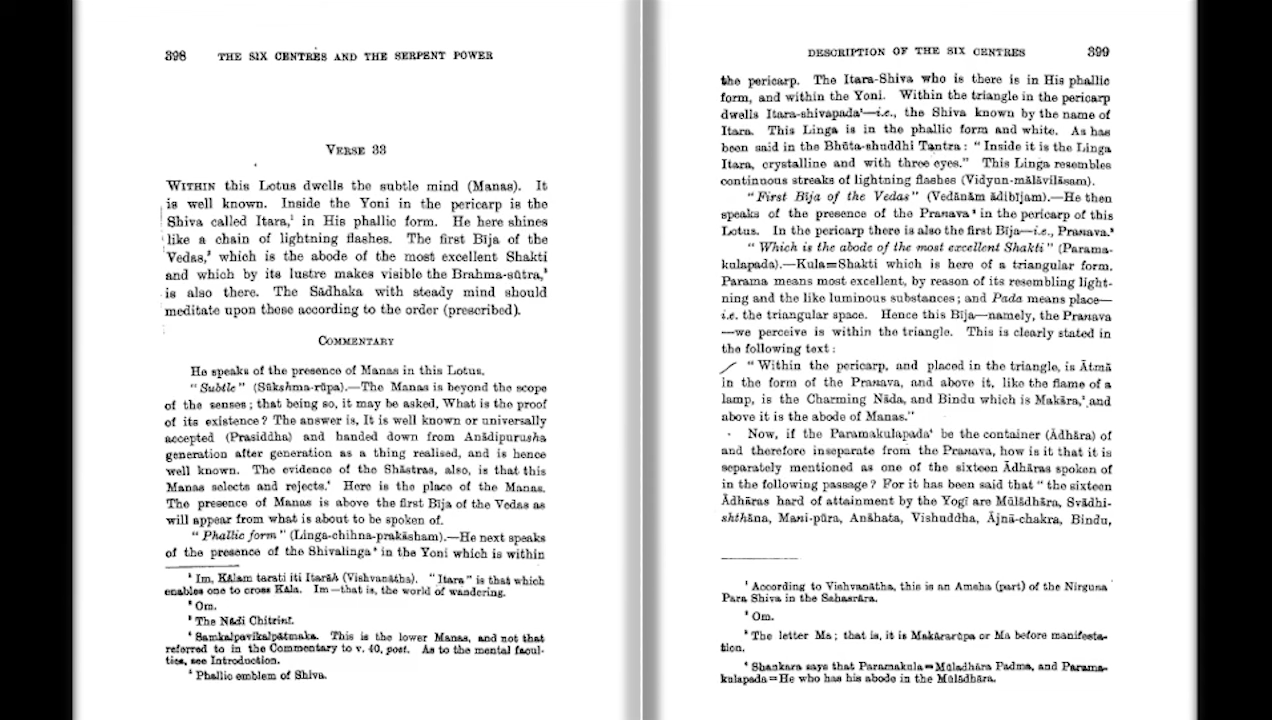 398 THE SIX CENTRES AND THE SERPENT POWER
VERSE 33
WITHIN this Lotus dwells the subtle mind (Manas). It
is well known. Inside the Yoni in the pericarp is the
Shiva called Itara,¹ in His phallic form. He here shines
like a chain of lightning flashes. The first Bīja of the
Vedas,² which is the abode of the most excellent Shakti
and which by its lustre makes visible the Brahma-sūtra,³
is also there. The Sādhaka with steady mind should
meditate upon these according to the order (prescribed).
COMMENTARY
He speaks of the presence of Manas in this Lotus.
"Subtle" (Sūkshma-rūpa).—The Manas is beyond the scope
of the senses; that being so, it may be asked, What is the proof
of its existence? The answer is, It is well known or universally
accepted (Prasiddha) and handed down from Anādipurusha
generation after generation as a thing realised, and is hence
well known. The evidence of the Shāstras, also, is that this
Manas selects and rejects.⁴ Here is the place of the Manas.
The presence of Manas is above the first Bīja of the Vedas as
will appear from what is about to be spoken of.
"Phallic form" (Linga-chihna-prakāsham).—He next speaks
of the presence of the Shivalinga⁵ in the Yoni which is within
¹ Im, Kālam tarati iti Itarah (Vishvanātha). "Itara" is that which
enables one to cross Kāla. Im—that is, the world of wandering.
² Om.
³ The Nādi Chitrinī.
⁴ Samkalpavikalpātmaka. This is the lower Manas, and not that
referred to in the Commentary to v. 40, post. As to the mental facul-
ties, see Introduction.
⁵ Phallic emblem of Shiva.
DESCRIPTION OF THE SIX CENTRES 399
the pericarp. The Itara-Shiva who is there is in His phallic
form, and within the Yoni. Within the triangle in the pericarp
dwells Itara-shivapada¹—i.e., the Shiva known by the name of
Itara. This Linga is in the phallic form and white. As has
been said in the Bhūta-shuddhi Tantra: "Inside it is the Linga
Itara, crystalline and with three eyes." This Linga resembles
continuous streaks of lightning flashes (Vidyun-mālāvilāsam).
"First Bīja of the Vedas" (Vedānām ādibījam).—He then
speaks of the presence of the Pranava² in the pericarp of this
Lotus. In the pericarp there is also the first Bīja—i.e., Pranava.²
"Which is the abode of the most excellent Shakti" (Parama-
kulapada).—Kula=Shakti which is here of a triangular form.
Parama means most excellent, by reason of its resembling light-
ning and the like luminous substances; and Pada means place—
i.e. the triangular space. Hence this Bīja—namely, the Pranava
—we perceive is within the triangle. This is clearly stated in
the following text:
"Within the pericarp, and placed in the triangle, is Ātmā
in the form of the Pranava, and above it, like the flame of a
lamp, is the Charming Nāda, and Bindu which is Makāra,³ and
above it is the abode of Manas."
Now, if the Paramakulapada⁴ be the container (Ādhāra) of
and therefore inseparate from the Pranava, how is it that it is
separately mentioned as one of the sixteen Ādhāras spoken of
in the following passage? For it has been said that "the sixteen
Ādhāras hard of attainment by the Yogī are Mūlādhāra, Svādhi-
shthāna, Mani-pūra, Anāhata, Vishuddha, Ājnā-chakra, Bindu,
¹ According to Vishvanātha, this is an Amsha (part) of the Nirguna
Para Shiva in the Sahasrāra.
² Om.
³ The letter Ma; that is, it is Makārarūpa or Ma before manifesta-
tion.
⁴ Shankara says that Paramakula=Mūladhāra Padma, and Parama-
kulapada=He who has his abode in the Mūlādhāra.